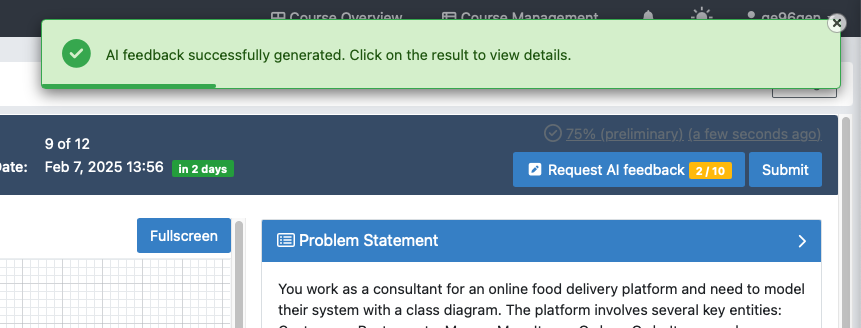 Course Overview
Course Management
ge96gen
AI feedback successfully generated. Click on the result to view details.
9 of 12
75% (preliminary) (a few seconds ago)
ate: Feb 7, 2025 13:56 in 2 days
Request AI feedback 2 / 10
Submit
Fullscreen
Problem Statement
You work as a consultant for an online food delivery platform and need to model
their system with a class diagram. The platform involves several key entities: